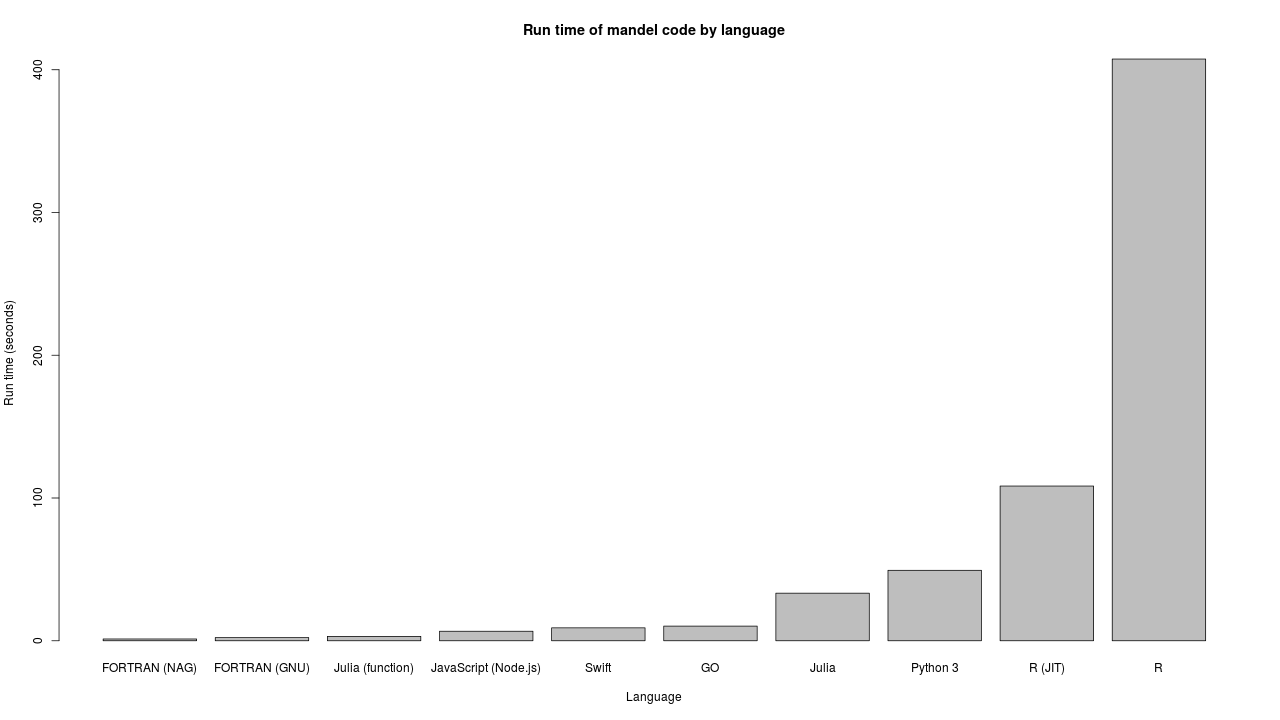 Run time of mandel code by language
400
300
200
100
0
Run time (seconds)
FORTRAN (NAG) FORTRAN (GNU) Julia (function) JavaScript (Node.js) Swift GO Julia Python 3 R (JIT) R
Language